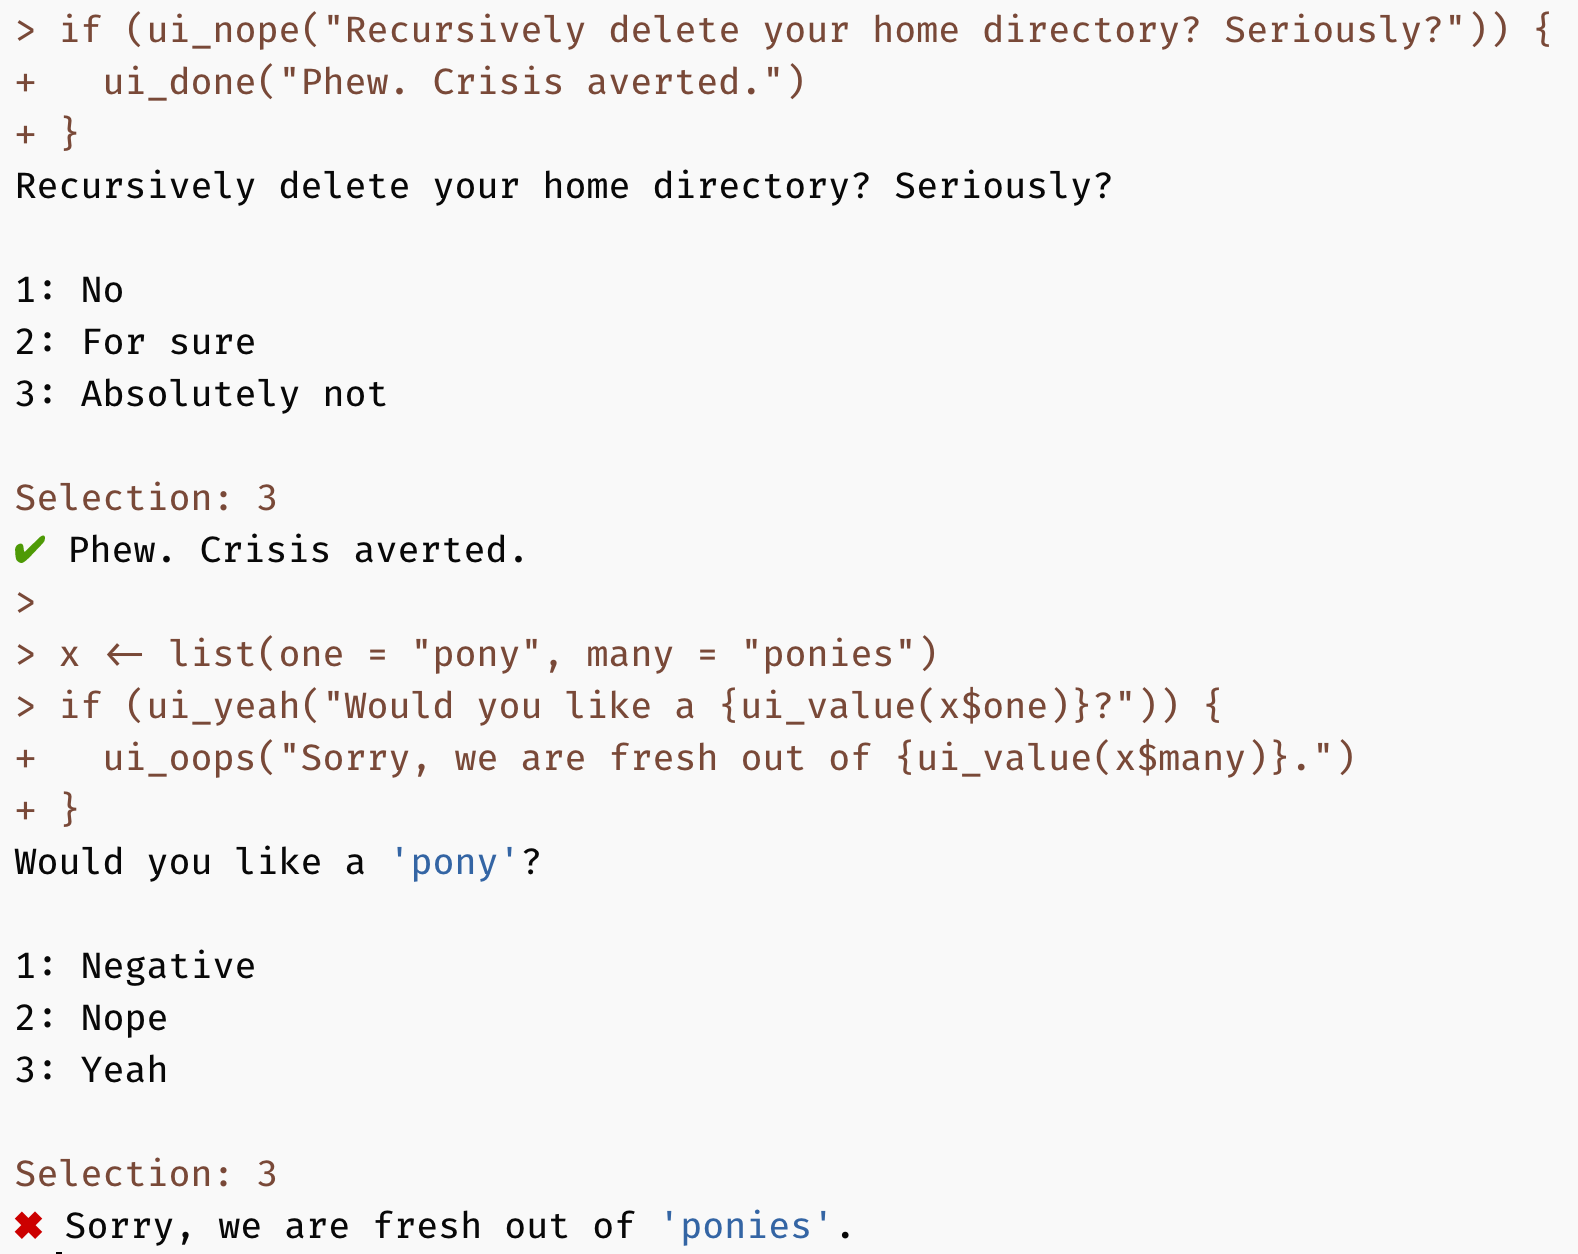 > if (ui_nope("Recursively delete your home directory? Seriously?")) {
+   ui_done("Phew. Crisis averted.")
+ }
Recursively delete your home directory? Seriously?

1: No
2: For sure
3: Absolutely not

Selection: 3
✔ Phew. Crisis averted.
>
> x <- list(one = "pony", many = "ponies")
> if (ui_yeah("Would you like a {ui_value(x$one)}?")) {
+   ui_oops("Sorry, we are fresh out of {ui_value(x$many)}.")
+ }
Would you like a 'pony'?

1: Negative
2: Nope
3: Yeah

Selection: 3
✖ Sorry, we are fresh out of 'ponies'.